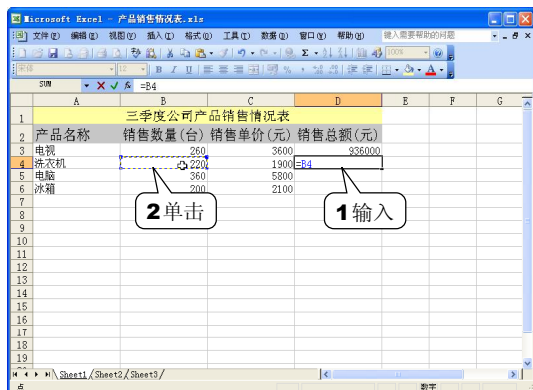 Microsoft Excel - 产品销售情况表.xls
文件(F) 编辑(E) 视图(V) 插入(I) 格式(O) 工具(T) 数据(D) 窗口(W) 帮助(H) 键入需要帮助的问题
宋体 12 B I U 100%
SUM =B4
A B C D E F G
1 三季度公司产品销售情况表
2 产品名称 销售数量(台) 销售单价(元) 销售总额(元)
3 电视 260 3600 936000
4 洗衣机 220 1900 =B4
5 电脑 360 5800
6 冰箱 200 2100
7
8 2单击 1输入
9
10
11
12
13
14
15
16
17
18
19
Sheet1 Sheet2 Sheet3
点 数字